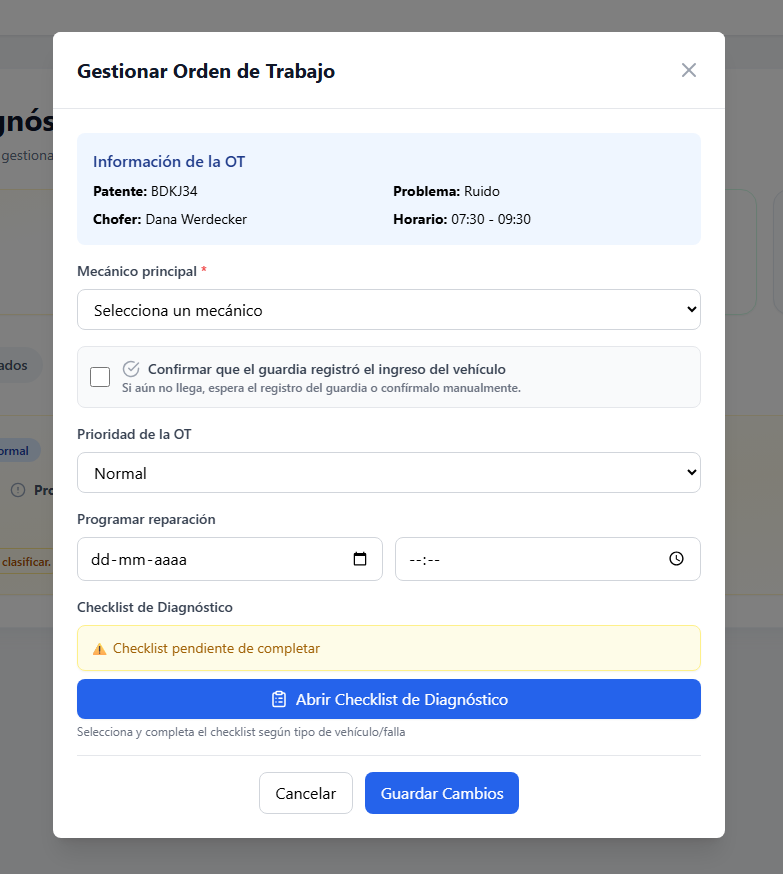 Gestionar Orden de Trabajo
gnós
gestiona
Información de la OT
Patente: BDKJ34
Problema: Ruido
Chofer: Dana Werdecker
Horario: 07:30 - 09:30
Mecánico principal *
Selecciona un mecánico
ados
Confirmar que el guardia registró el ingreso del vehículo
Si aún no llega, espera el registro del guardia o confírmalo manualmente.
Prioridad de la OT
ormal
Normal
Pro
Programar reparación
dd-mm-aaaa
--:--
clasificar.
Checklist de Diagnóstico
Checklist pendiente de completar
Abrir Checklist de Diagnóstico
Selecciona y completa el checklist según tipo de vehículo/falla
Cancelar
Guardar Cambios